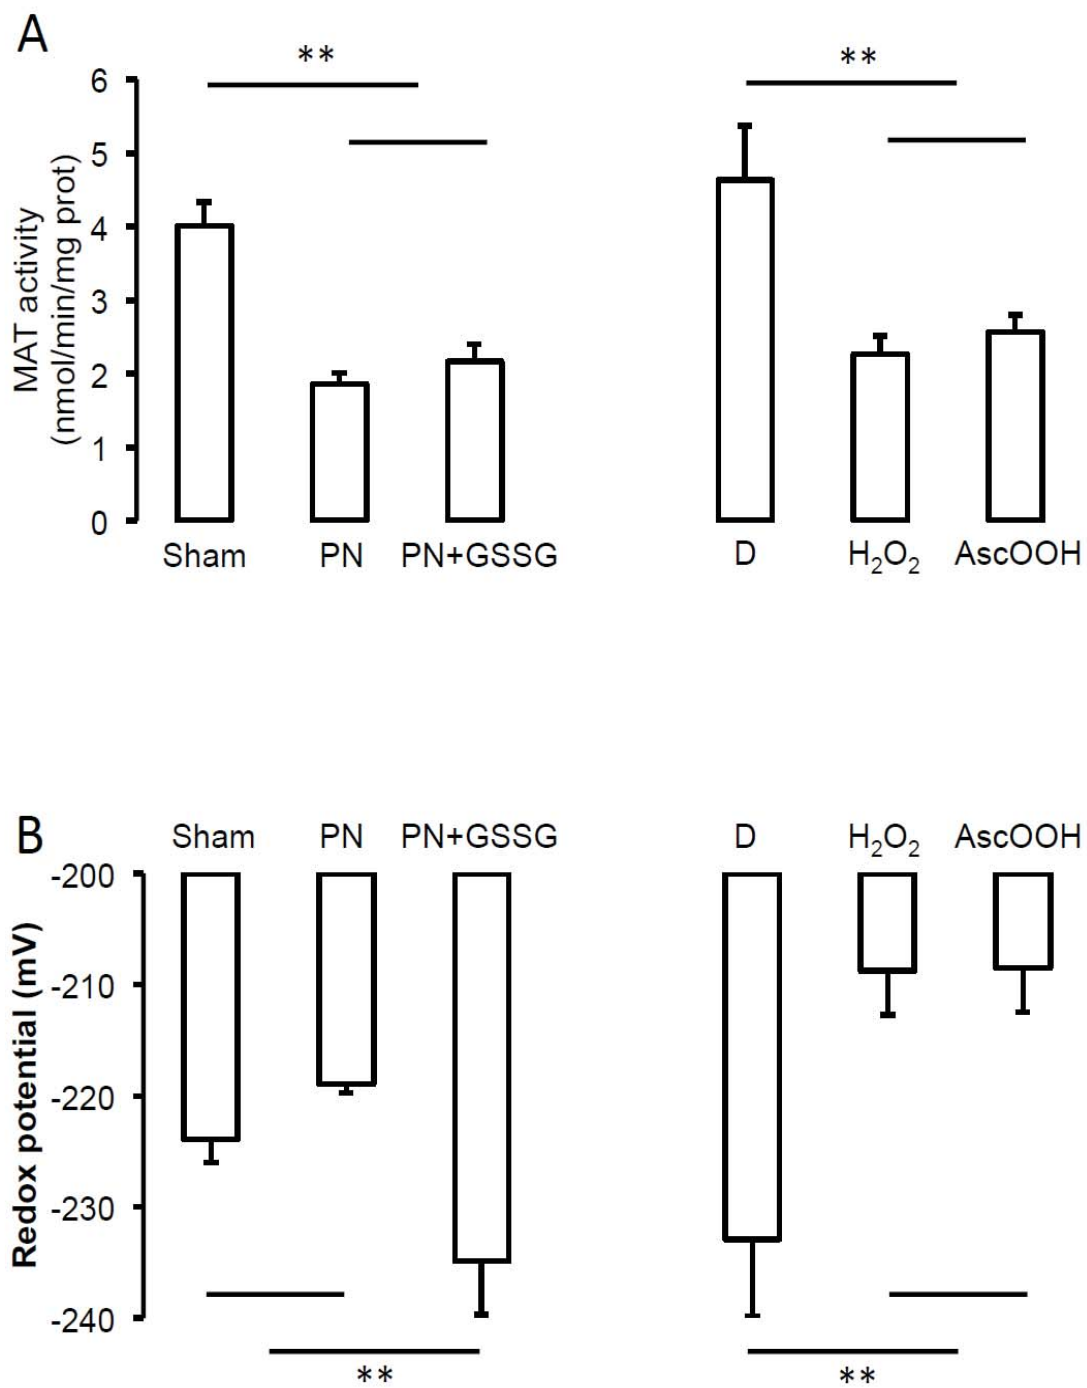 A
**
**
6
5
4
3
2
1
0
MAT activity
(nmol/min/mg prot)
Sham PN PN+GSSG
D H₂O₂ AscOOH
B
Sham PN PN+GSSG
D H₂O₂ AscOOH
-200
-210
-220
-230
-240
Redox potential (mV)
**
**